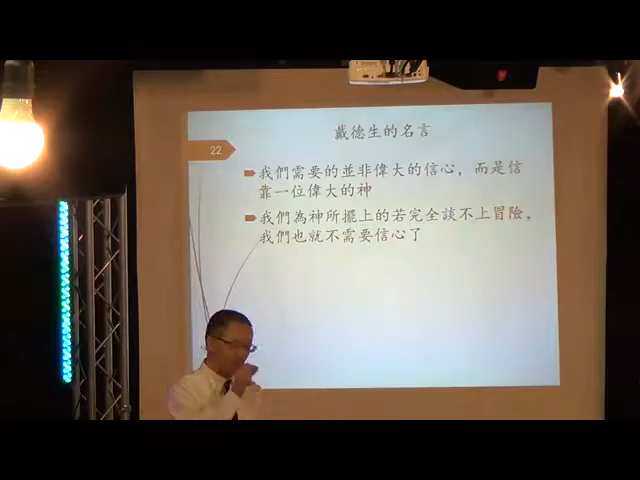 戴德生的名言
22
我們需要的並非偉大的信心，而是信
靠一位偉大的神
我們為神所擺上的若完全談不上冒險，
我們也就不需要信心了